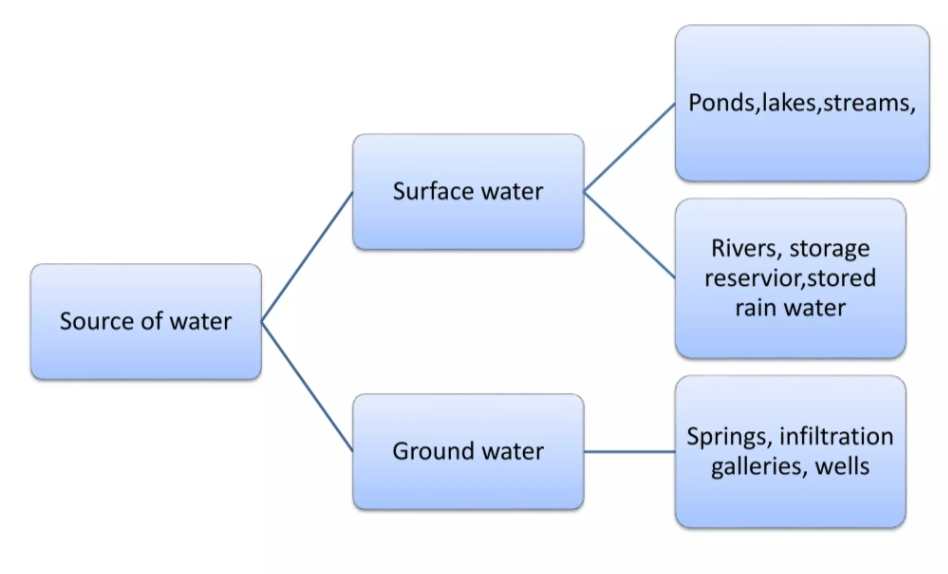 Ponds,lakes,streams,
Surface water
Rivers, storage
reservior,stored
rain water
Source of water
Ground water
Springs, infiltration
galleries, wells